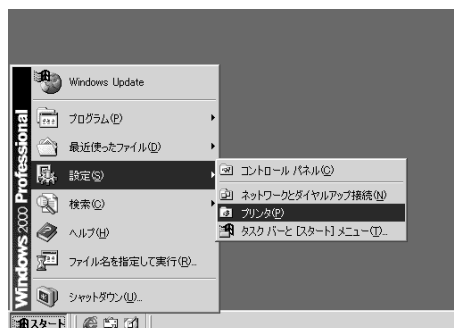 Windows 2000 Professional
Windows Update
プログラム(P)
最近使ったファイル(D)
設定(S)
検索(C)
ヘルプ(H)
ファイル名を指定して実行(R)...
シャットダウン(U)...
コントロール パネル(C)
ネットワークとダイヤルアップ接続(N)
プリンタ(P)
タスク バーと [スタート] メニュー(T)...
スタート